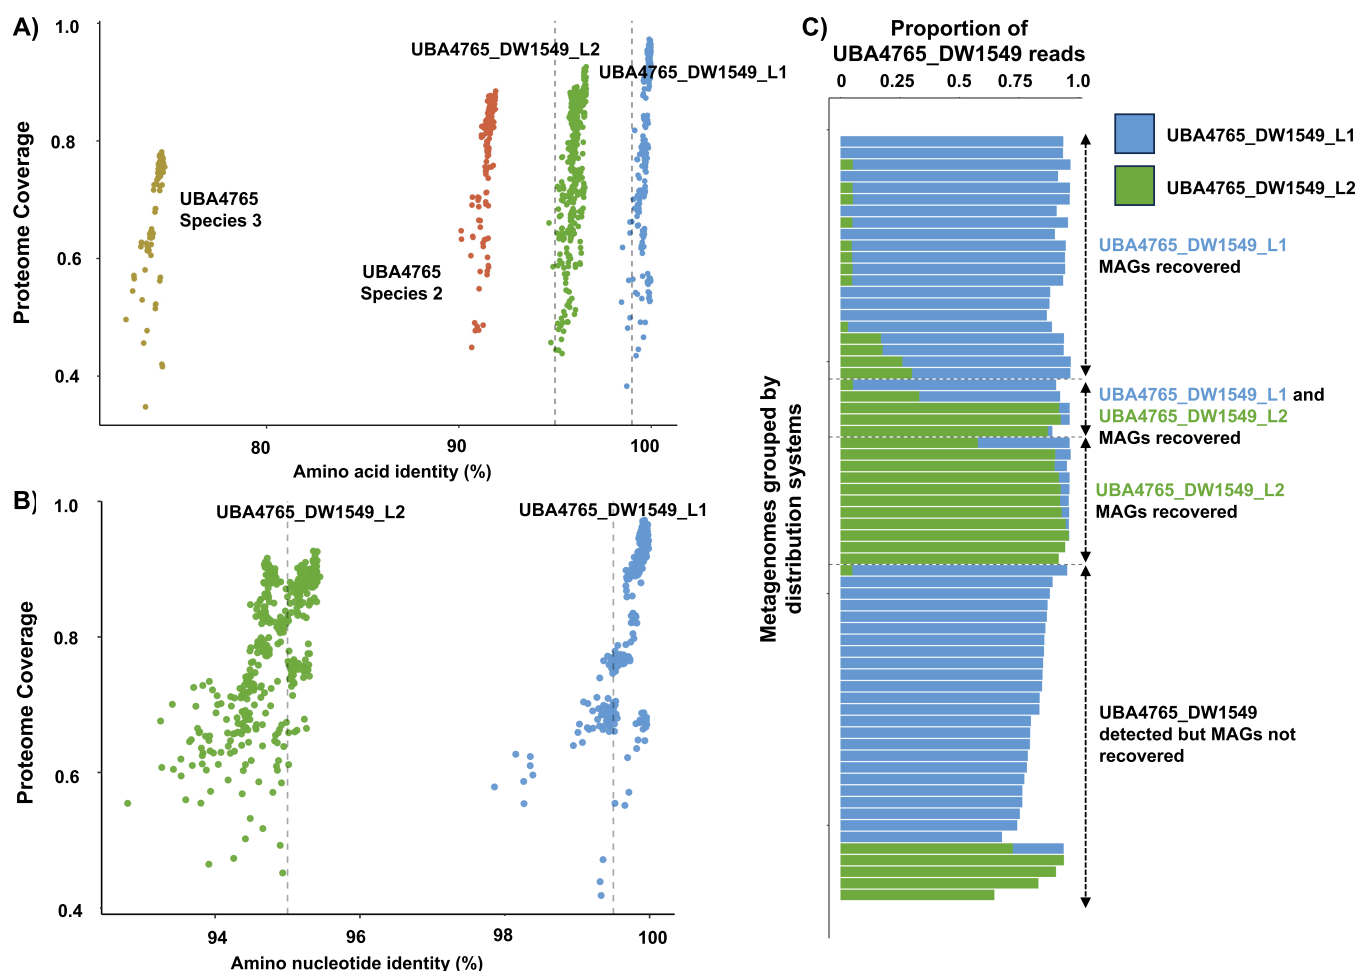 A)
1.0
0.8
0.6
0.4
Proteome Coverage
UBA4765_DW1549_L2
UBA4765_DW1549_L1
UBA4765
Species 3
UBA4765
Species 2
80
90
100
Amino acid identity (%)
B)
1.0
0.8
0.6
0.4
Proteome Coverage
UBA4765_DW1549_L2
UBA4765_DW1549_L1
94
96
98
100
Amino nucleotide identity (%)
C)
Proportion of
UBA4765_DW1549 reads
0 0.25 0.5 0.75 1.0
Metagenomes grouped by
distribution systems
UBA4765_DW1549_L1
UBA4765_DW1549_L2
UBA4765_DW1549_L1
MAGs recovered
UBA4765_DW1549_L1 and
UBA4765_DW1549_L2
MAGs recovered
UBA4765_DW1549_L2
MAGs recovered
UBA4765_DW1549
detected but MAGs not
recovered